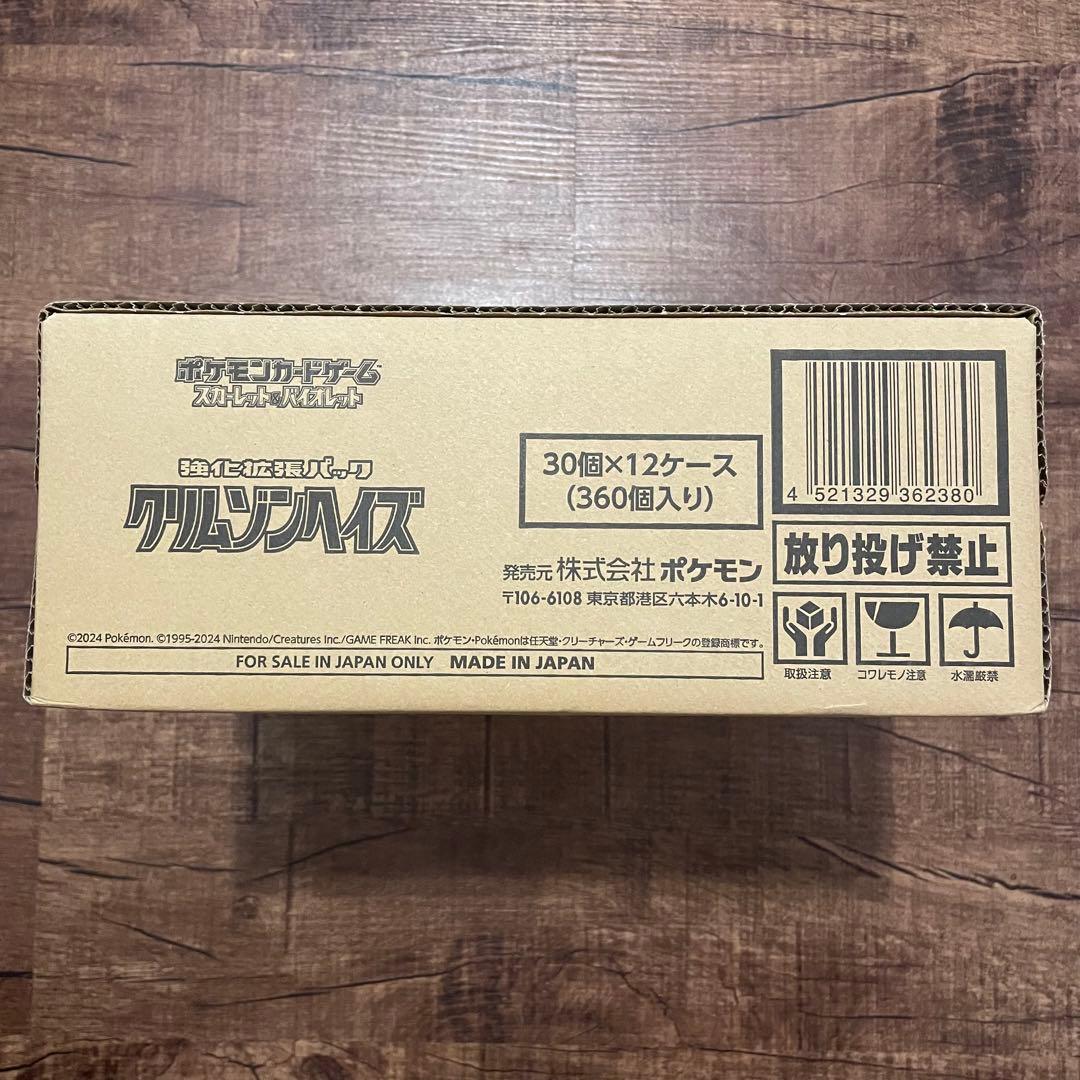 ポケモンカードゲーム
スカーレット&バイオレット
強化拡張パック
クリムゾンヘイズ
30個×12ケース
(360個入り)
発売元 株式会社 ポケモン
〒106-6108 東京都港区六本木6-10-1
©2024 Pokémon. ©1995-2024 Nintendo/Creatures Inc./GAME FREAK Inc. ポケモン・Pokémonは任天堂・クリーチャーズ・ゲームフリークの登録商標です。
FOR SALE IN JAPAN ONLY MADE IN JAPAN
4 521329 362380
放り投げ禁止
取扱注意 コワレモノ注意 水濡厳禁